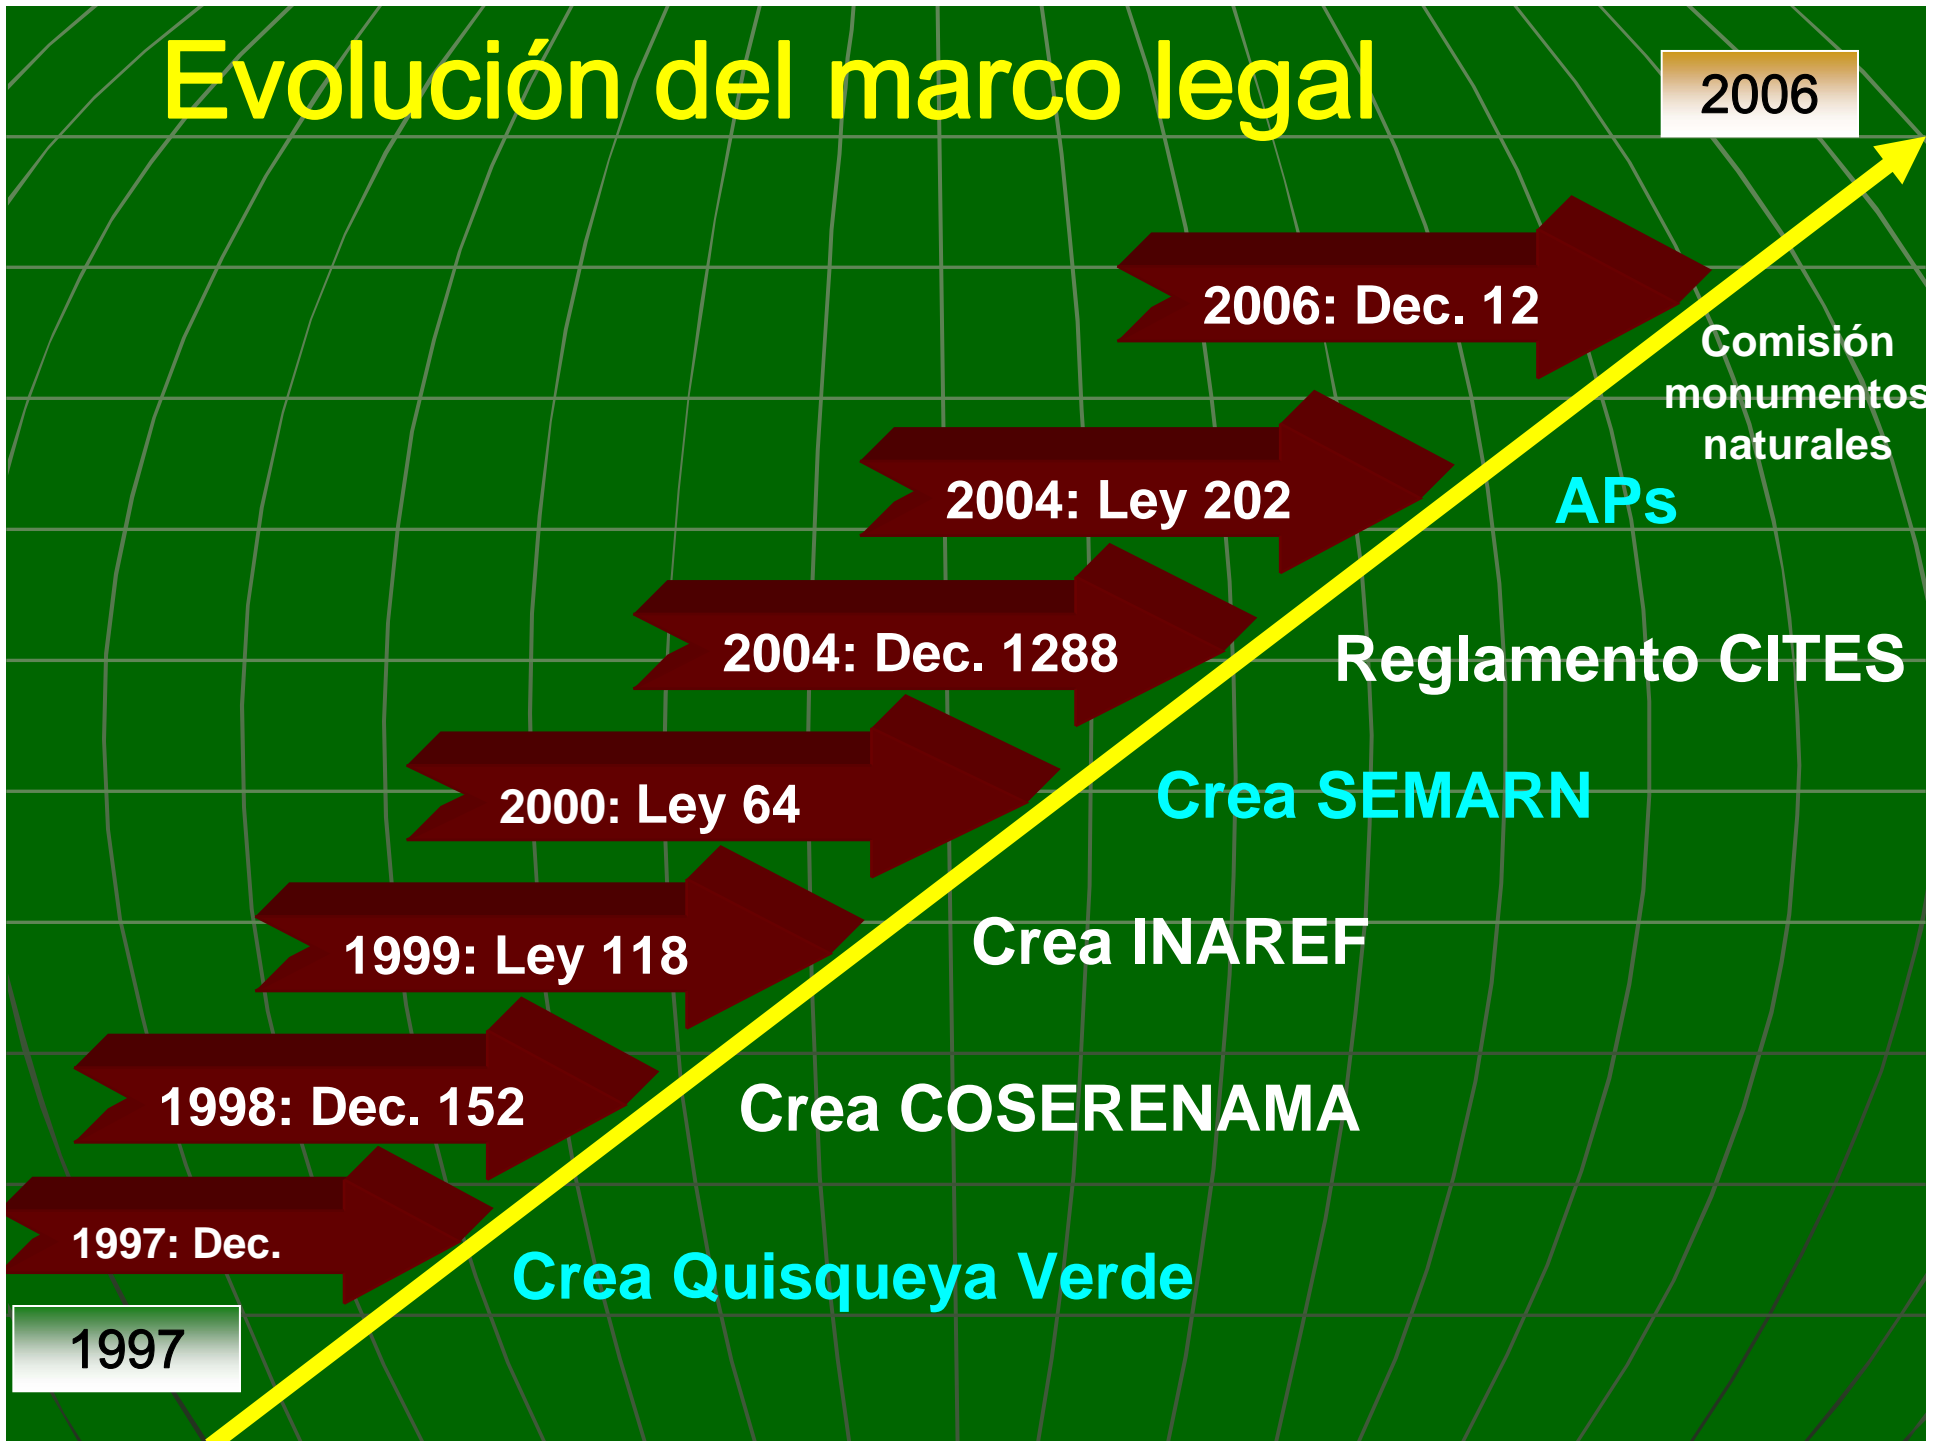 Evolución del marco legal
2006
2006: Dec. 12
Comisión
monumentos
naturales
2004: Ley 202
APs
2004: Dec. 1288
Reglamento CITES
2000: Ley 64
Crea SEMARN
1999: Ley 118
Crea INAREF
1998: Dec. 152
Crea COSERENAMA
1997: Dec.
Crea Quisqueya Verde
1997